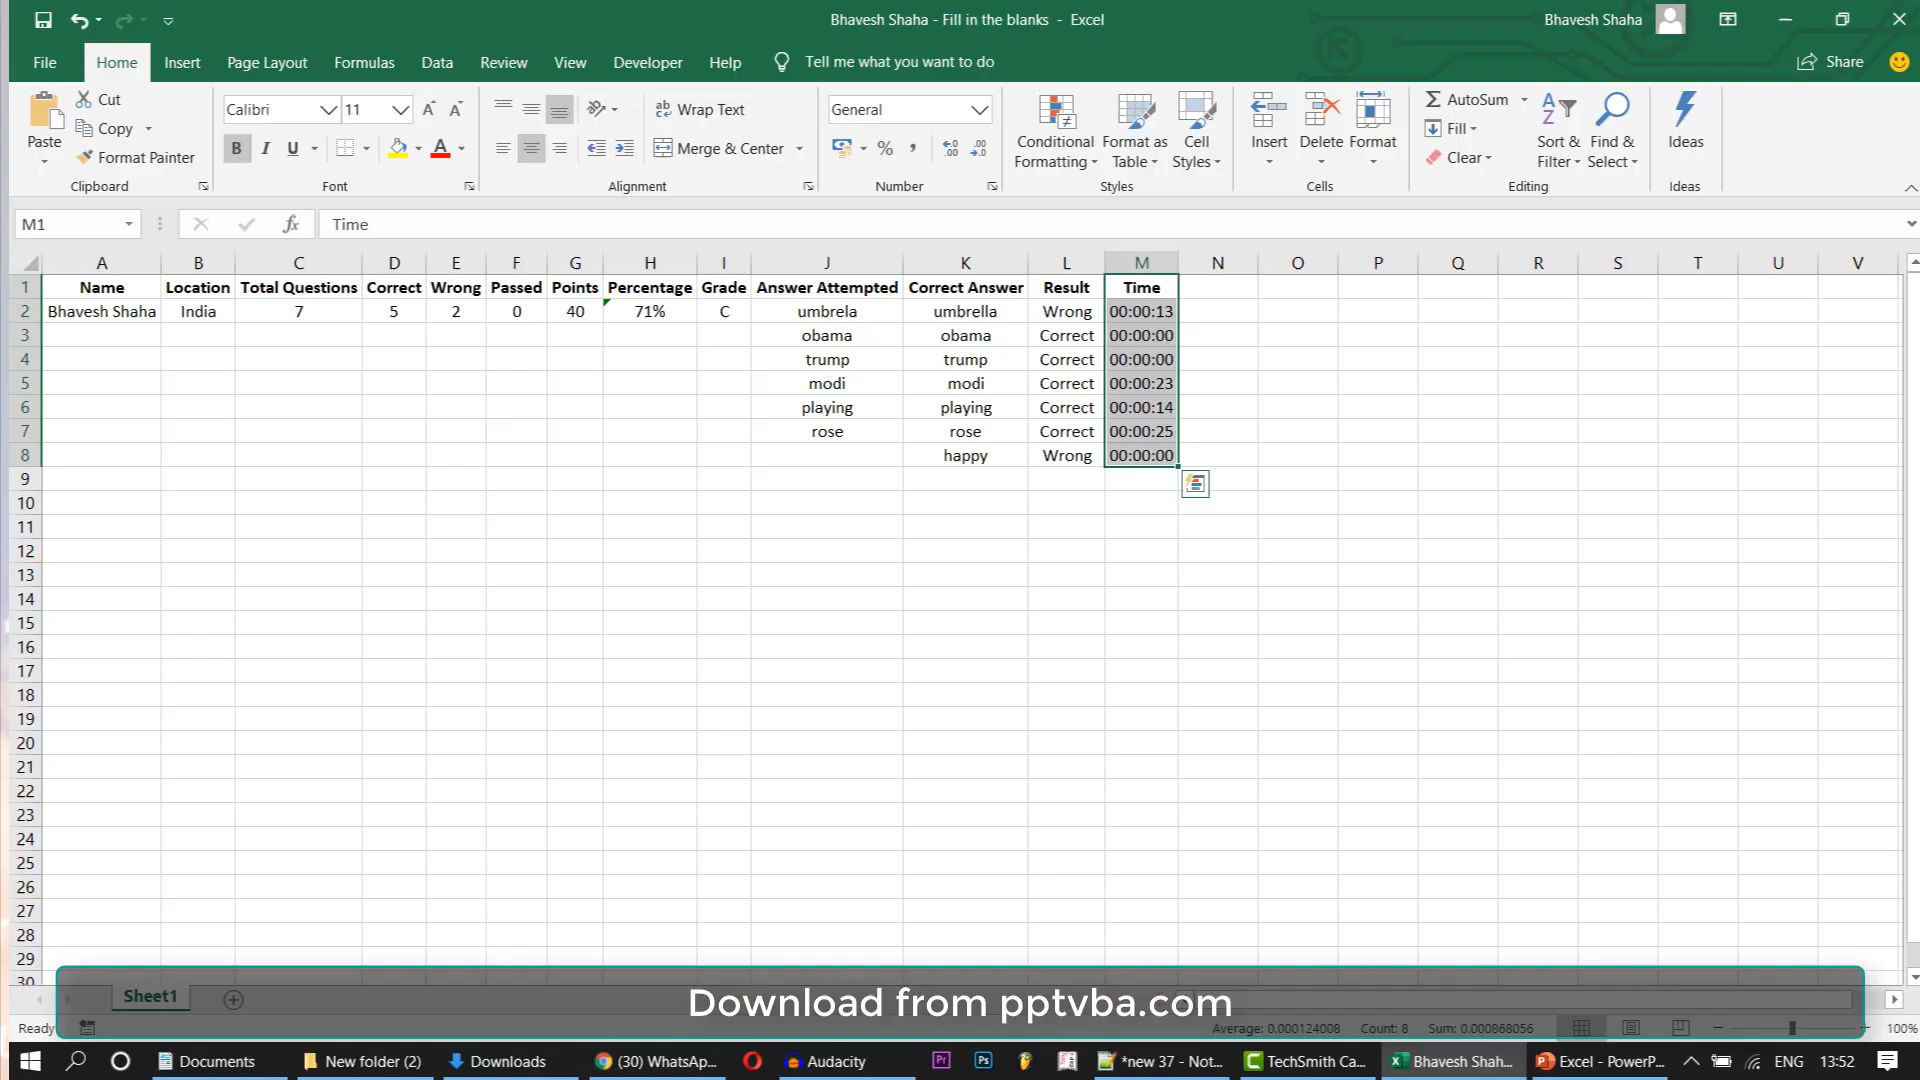 Bhavesh Shaha - Fill in the blanks - Excel
Bhavesh Shaha
File Home Insert Page Layout Formulas Data Review View Developer Help Tell me what you want to do Share
Paste
Cut
Copy
Format Painter
Clipboard
Calibri 11
B I U
Font
Wrap Text
Merge & Center
Alignment
General
Number
Conditional Formatting
Format as Table
Cell Styles
Styles
Insert Delete Format
Cells
AutoSum
Fill
Clear
Sort & Filter
Find & Select
Editing
Ideas
Ideas
M1 fx Time
A B C D E F G H I J K L M N O P Q R S T U V
1 Name Location Total Questions Correct Wrong Passed Points Percentage Grade Answer Attempted Correct Answer Result Time
2 Bhavesh Shaha India 7 5 2 0 40 71% C umbrela umbrella Wrong 00:00:13
3 obama obama Correct 00:00:00
4 trump trump Correct 00:00:00
5 modi modi Correct 00:00:23
6 playing playing Correct 00:00:14
7 rose rose Correct 00:00:25
8 happy Wrong 00:00:00
9
10
11
12
13
14
15
16
17
18
19
20
21
22
23
24
25
26
27
28
29
30
Sheet1
Download from pptvba.com
Ready Average: 0.000124008 Count: 8 Sum: 0.000868056 100%
Documents New folder (2) Downloads (30) WhatsAp... Audacity Pr Ps *new 37 - Not... TechSmith Ca... Bhavesh Shah... Excel - PowerP... ENG 13:52